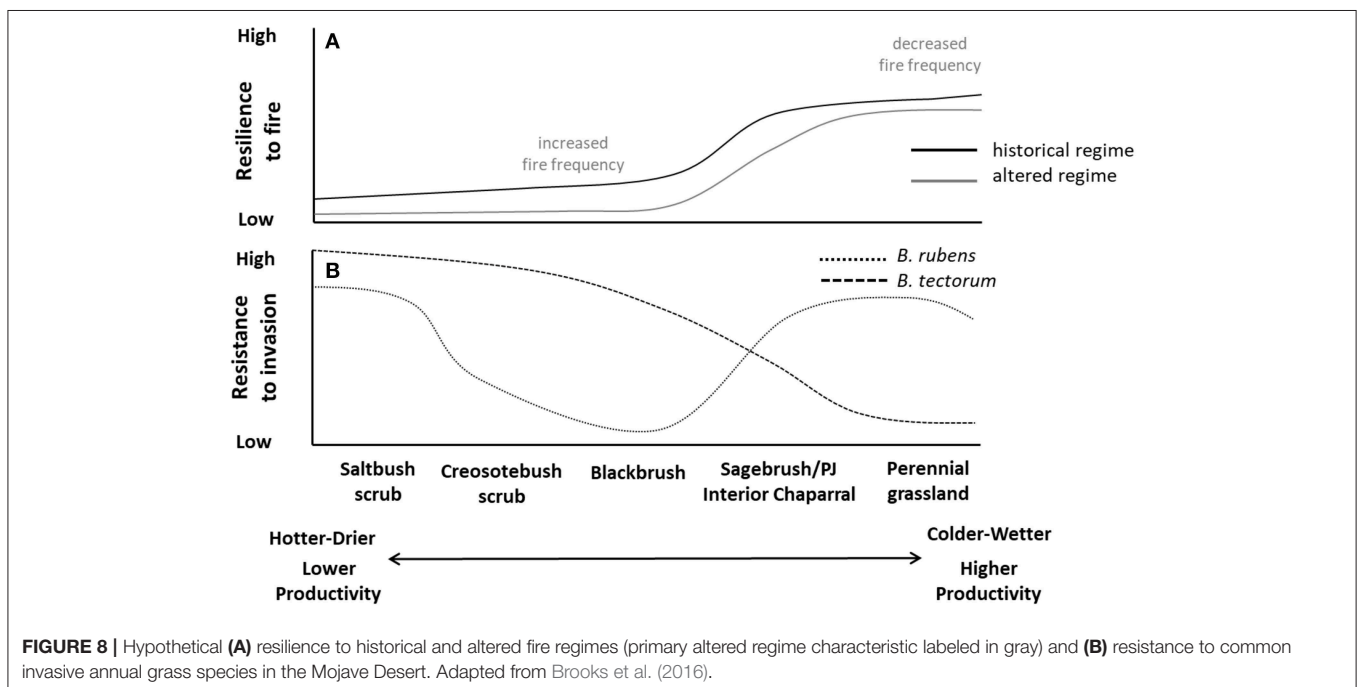 High
A
Resilience
to fire
Low
increased
fire frequency
decreased
fire frequency
historical regime
altered regime
High
B
Resistance
to invasion
Low
B. rubens
B. tectorum
Saltbush
scrub
Creosotebush
scrub
Blackbrush
Sagebrush/PJ
Interior Chaparral
Perennial
grassland
Hotter-Drier
Lower
Productivity
Colder-Wetter
Higher
Productivity
FIGURE 8 | Hypothetical (A) resilience to historical and altered fire regimes (primary altered regime characteristic labeled in gray) and (B) resistance to common
invasive annual grass species in the Mojave Desert. Adapted from Brooks et al. (2016).